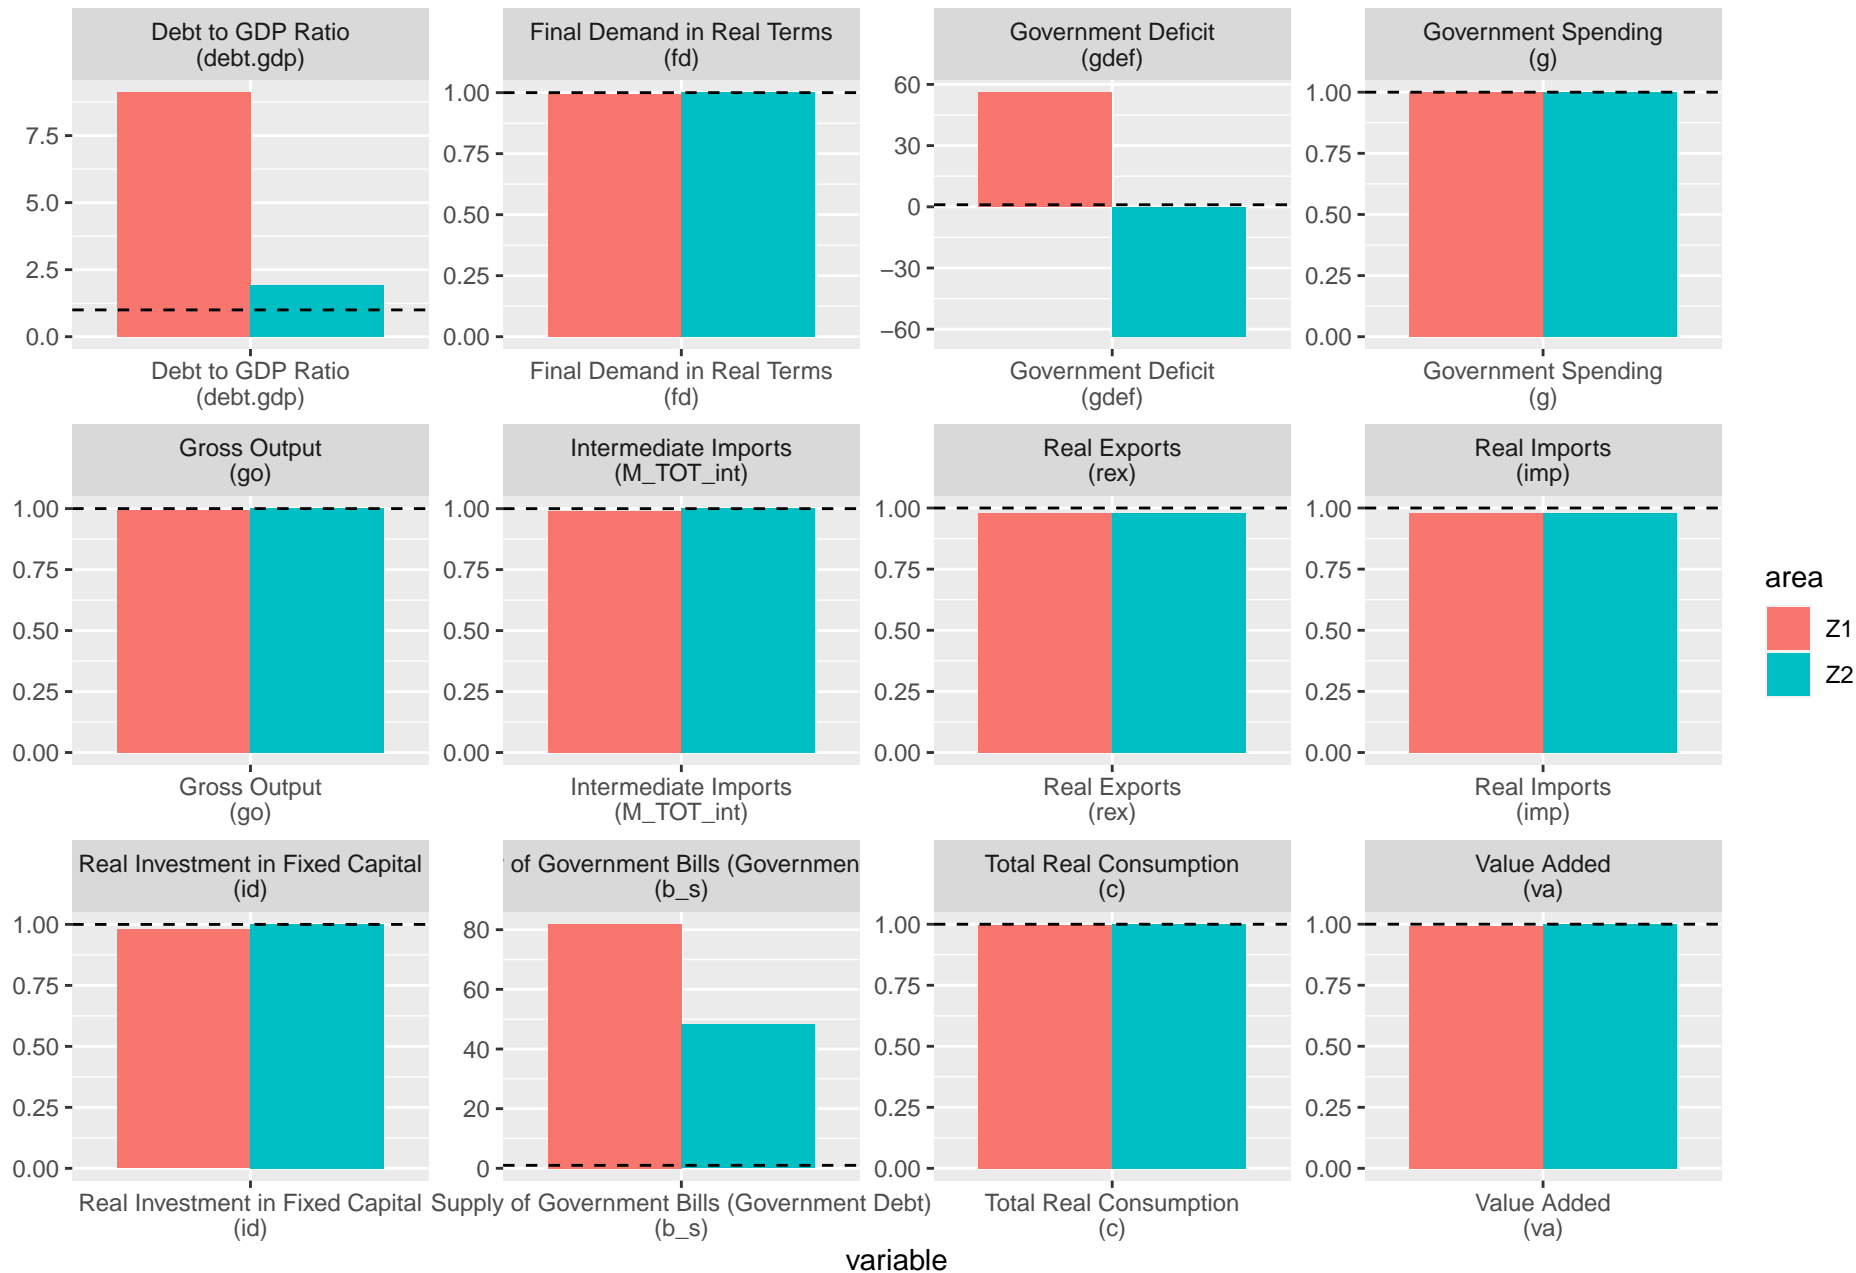 Debt to GDP Ratio
(debt.gdp)
Final Demand in Real Terms
(fd)
Government Deficit
(gdef)
Government Spending
(g)
7.5
5.0
2.5
0.0
1.00
0.75
0.50
0.25
0.00
60
30
0
−30
−60
1.00
0.75
0.50
0.25
0.00
Debt to GDP Ratio
(debt.gdp)
Final Demand in Real Terms
(fd)
Government Deficit
(gdef)
Government Spending
(g)
Gross Output
(go)
Intermediate Imports
(M_TOT_int)
Real Exports
(rex)
Real Imports
(imp)
1.00
0.75
0.50
0.25
0.00
1.00
0.75
0.50
0.25
0.00
1.00
0.75
0.50
0.25
0.00
1.00
0.75
0.50
0.25
0.00
Gross Output
(go)
Intermediate Imports
(M_TOT_int)
Real Exports
(rex)
Real Imports
(imp)
Real Investment in Fixed Capital
(id)
of Government Bills (Governmen
(b_s)
Total Real Consumption
(c)
Value Added
(va)
1.00
0.75
0.50
0.25
0.00
80
60
40
20
0
1.00
0.75
0.50
0.25
0.00
1.00
0.75
0.50
0.25
0.00
Real Investment in Fixed Capital
(id)
Supply of Government Bills (Government Debt)
(b_s)
Total Real Consumption
(c)
Value Added
(va)
variable
area
Z1
Z2